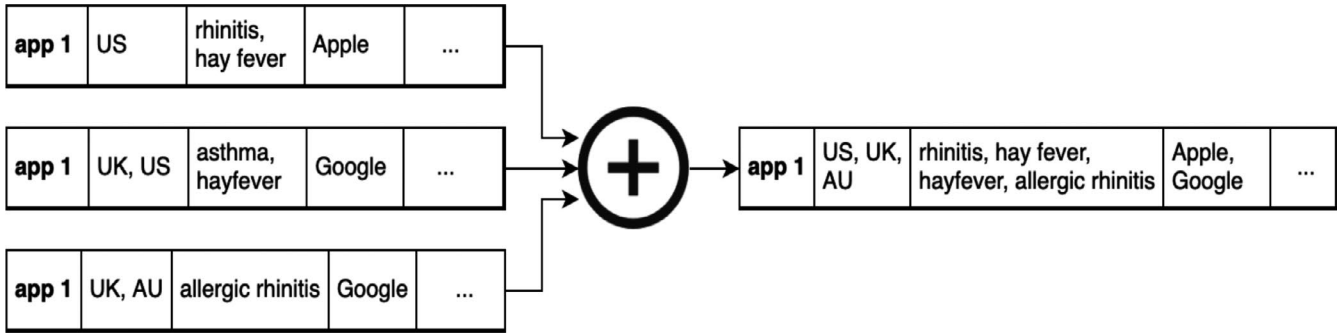 app 1 US rhinitis, hay fever Apple ...
app 1 UK, US asthma, hayfever Google ...
app 1 UK, AU allergic rhinitis Google ...
+
app 1 US, UK, AU rhinitis, hay fever, hayfever, allergic rhinitis Apple, Google ...